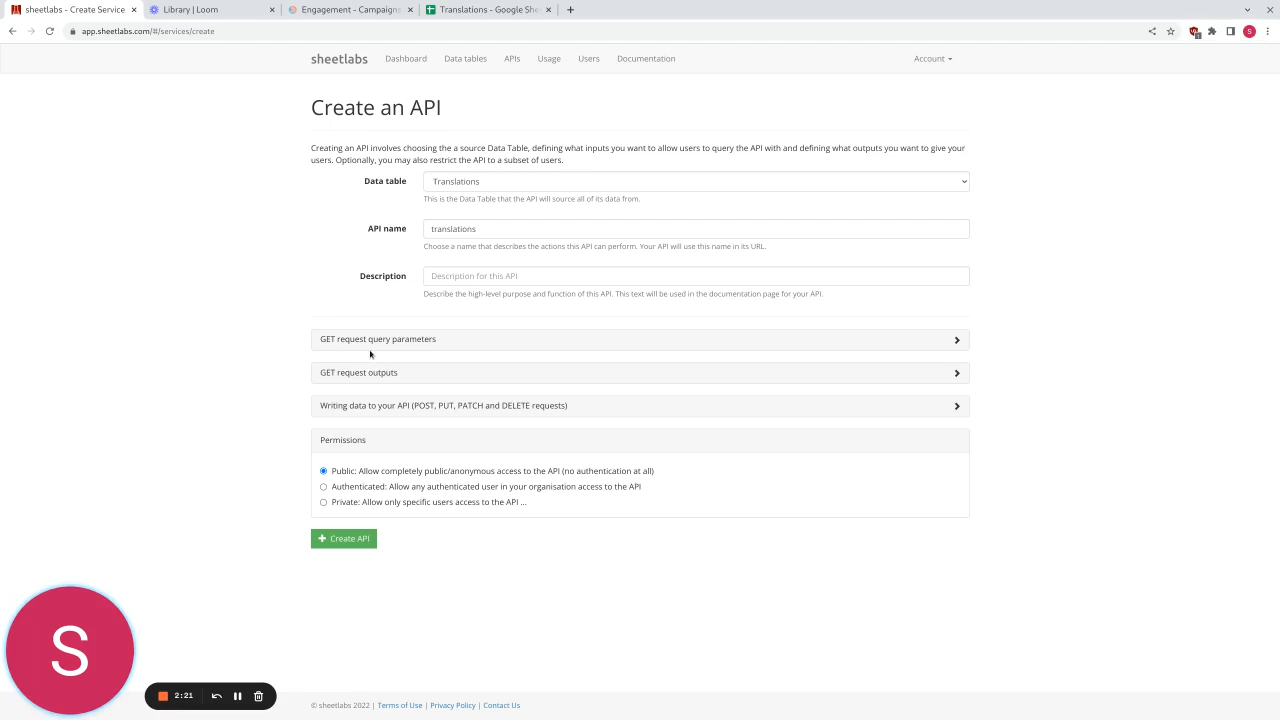 sheetlabs - Create Service
Library | Loom
Engagement - Campaigns
Translations - Google She
app.sheetlabs.com/#/services/create
S
sheetlabs
Dashboard
Data tables
APIs
Usage
Users
Documentation
Account
Create an API
Creating an API involves choosing the a source Data Table, defining what inputs you want to allow users to query the API with and defining what outputs you want to give your
users. Optionally, you may also restrict the API to a subset of users.
Data table
Translations
This is the Data Table that the API will source all of its data from.
API name
translations
Choose a name that describes the actions this API can perform. Your API will use this name in its URL.
Description
Description for this API
Describe the high-level purpose and function of this API. This text will be used in the documentation page for your API.
GET request query parameters
GET request outputs
Writing data to your API (POST, PUT, PATCH and DELETE requests)
Permissions
Public: Allow completely public/anonymous access to the API (no authentication at all)
Authenticated: Allow any authenticated user in your organisation access to the API
Private: Allow only specific users access to the API ...
Create API
S
2:21
© sheetlabs 2022 | Terms of Use | Privacy Policy | Contact Us